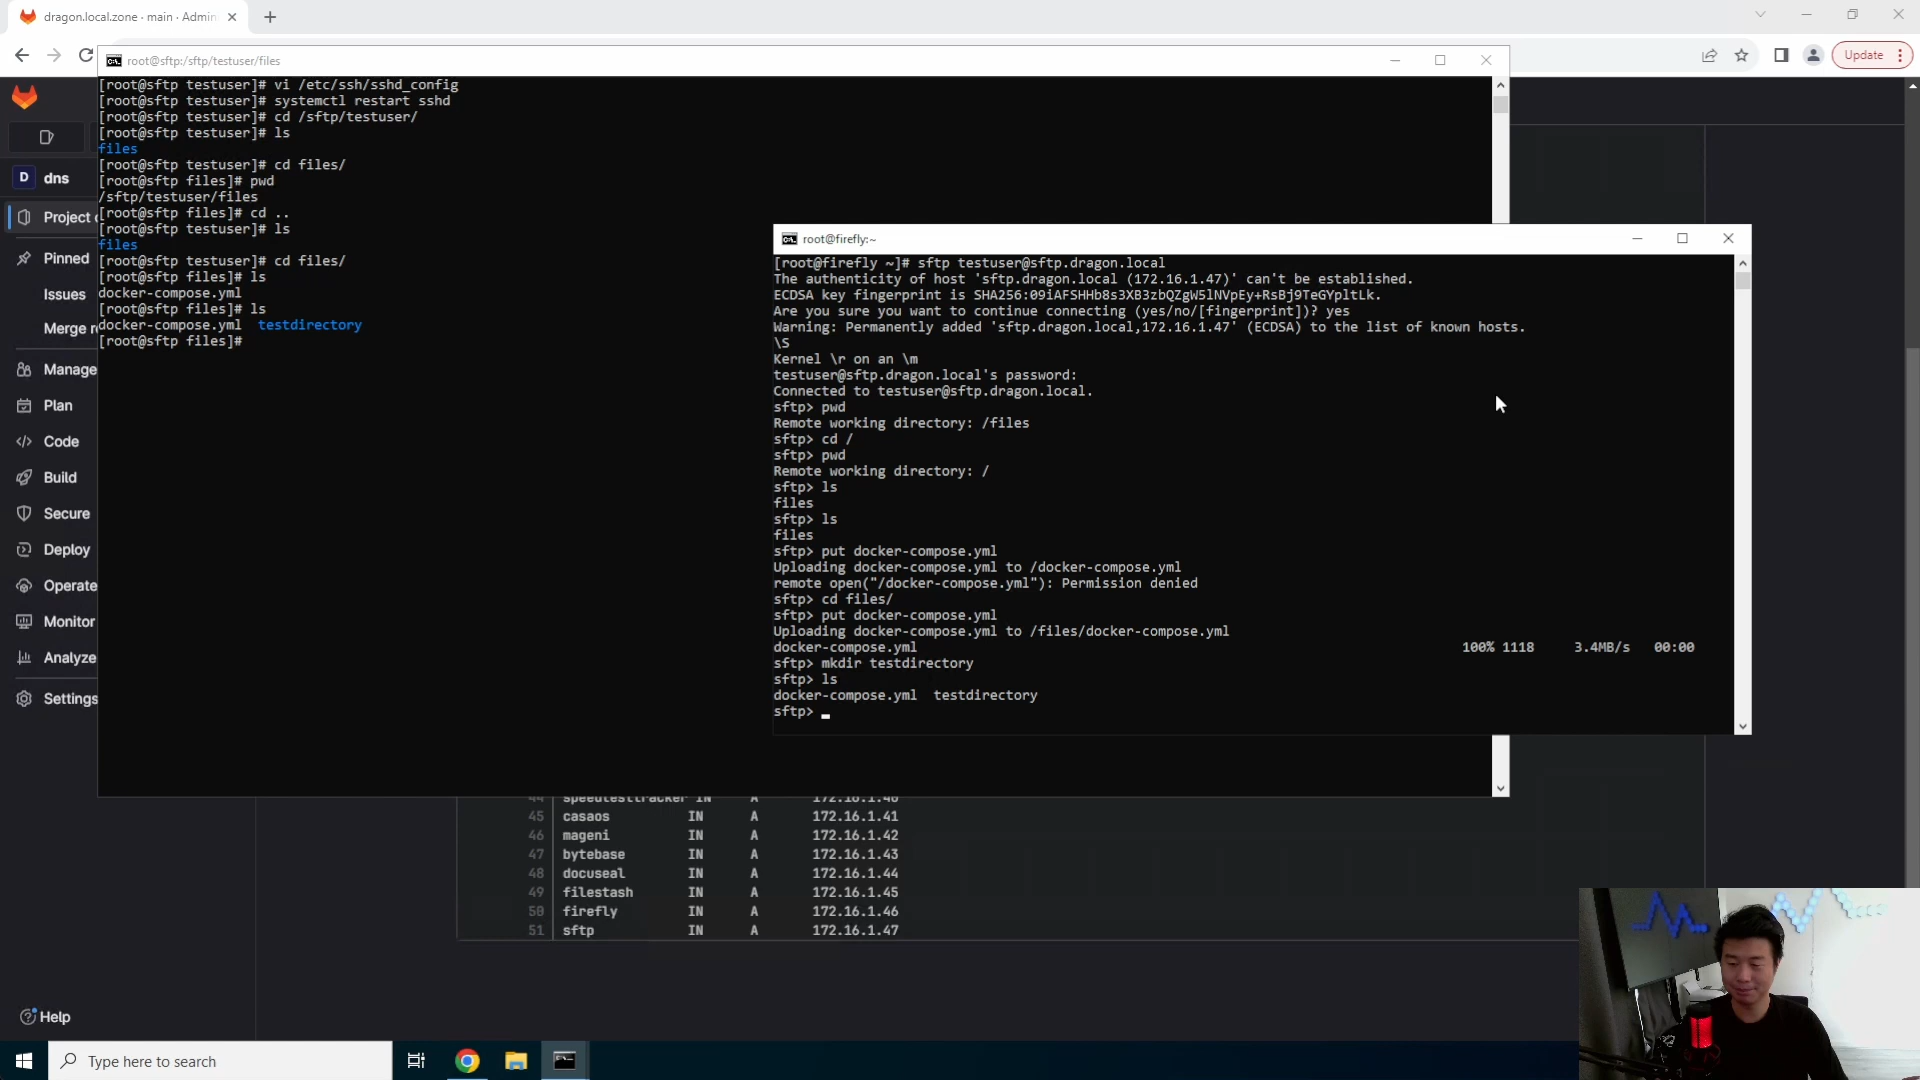 dragon.local.zone · main · Admin
Update
root@sftp:/sftp/testuser/files
[root@sftp testuser]# vi /etc/ssh/sshd_config
[root@sftp testuser]# systemctl restart sshd
[root@sftp testuser]# cd /sftp/testuser/
[root@sftp testuser]# ls
files
[root@sftp testuser]# cd files/
[root@sftp files]# pwd
/sftp/testuser/files
[root@sftp files]# cd ..
[root@sftp testuser]# ls
files
[root@sftp testuser]# cd files/
[root@sftp files]# ls
docker-compose.yml
[root@sftp files]# ls
docker-compose.yml  testdirectory
[root@sftp files]#
D dns
Project
Pinned
Issues
Merge r
Manage
Plan
Code
Build
Secure
Deploy
Operate
Monitor
Analyze
Settings
Help
root@firefly:~
[root@firefly ~]# sftp testuser@sftp.dragon.local
The authenticity of host 'sftp.dragon.local (172.16.1.47)' can't be established.
ECDSA key fingerprint is SHA256:09iAFSHHb8s3XB3zbQZgW5lNVpEy+RsBj9TeGYpltLk.
Are you sure you want to continue connecting (yes/no/[fingerprint])? yes
Warning: Permanently added 'sftp.dragon.local,172.16.1.47' (ECDSA) to the list of known hosts.
\S
Kernel \r on an \m
testuser@sftp.dragon.local's password:
Connected to testuser@sftp.dragon.local.
sftp> pwd
Remote working directory: /files
sftp> cd /
sftp> pwd
Remote working directory: /
sftp> ls
files
sftp> ls
files
sftp> put docker-compose.yml
Uploading docker-compose.yml to /docker-compose.yml
remote open("/docker-compose.yml"): Permission denied
sftp> cd files/
sftp> put docker-compose.yml
Uploading docker-compose.yml to /files/docker-compose.yml
docker-compose.yml 100% 1118 3.4MB/s 00:00
sftp> mkdir testdirectory
sftp> ls
docker-compose.yml  testdirectory
sftp>
44 speedtesttracker IN A 172.16.1.40
45 casaos IN A 172.16.1.41
46 mageni IN A 172.16.1.42
47 bytebase IN A 172.16.1.43
48 docuseal IN A 172.16.1.44
49 filestash IN A 172.16.1.45
50 firefly IN A 172.16.1.46
51 sftp IN A 172.16.1.47
Type here to search